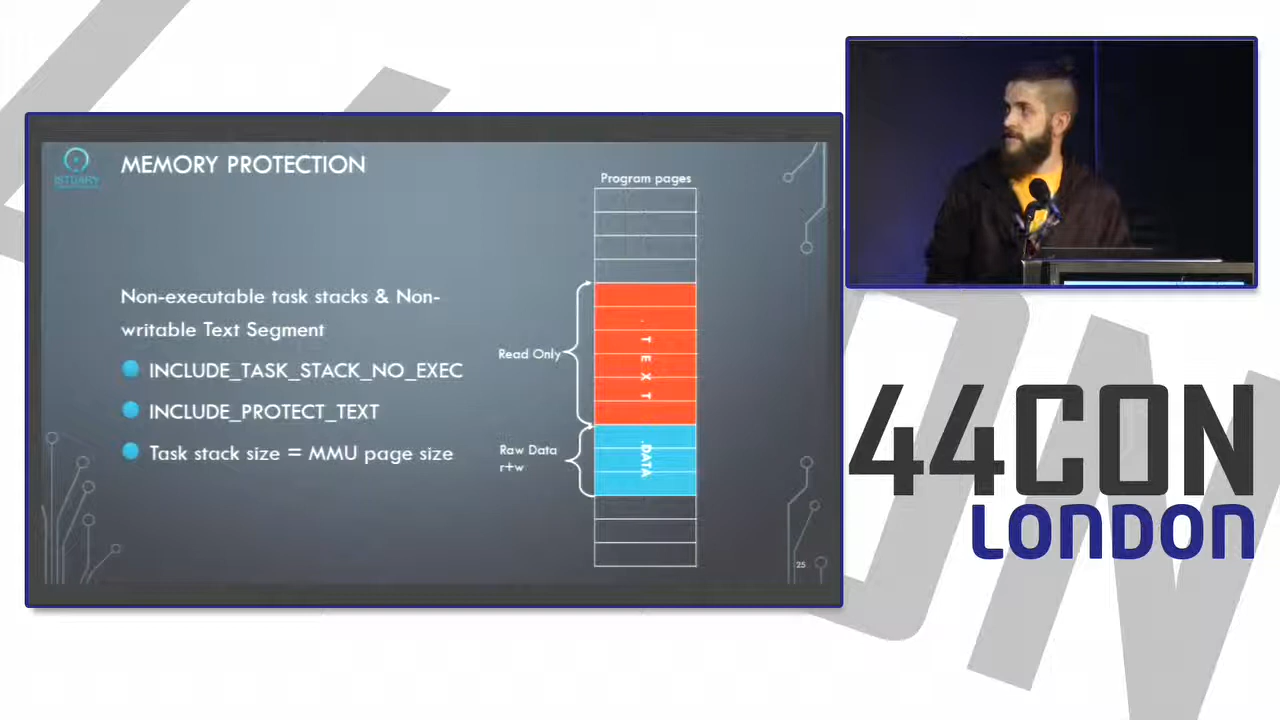 ISTUARY
MEMORY PROTECTION
Program pages
Non-executable task stacks & Non-
writable Text Segment
INCLUDE_TASK_STACK_NO_EXEC
INCLUDE_PROTECT_TEXT
Task stack size = MMU page size
Read Only
.TEXT
Raw Data
r+w
.DATA
25
44CON
LONDON